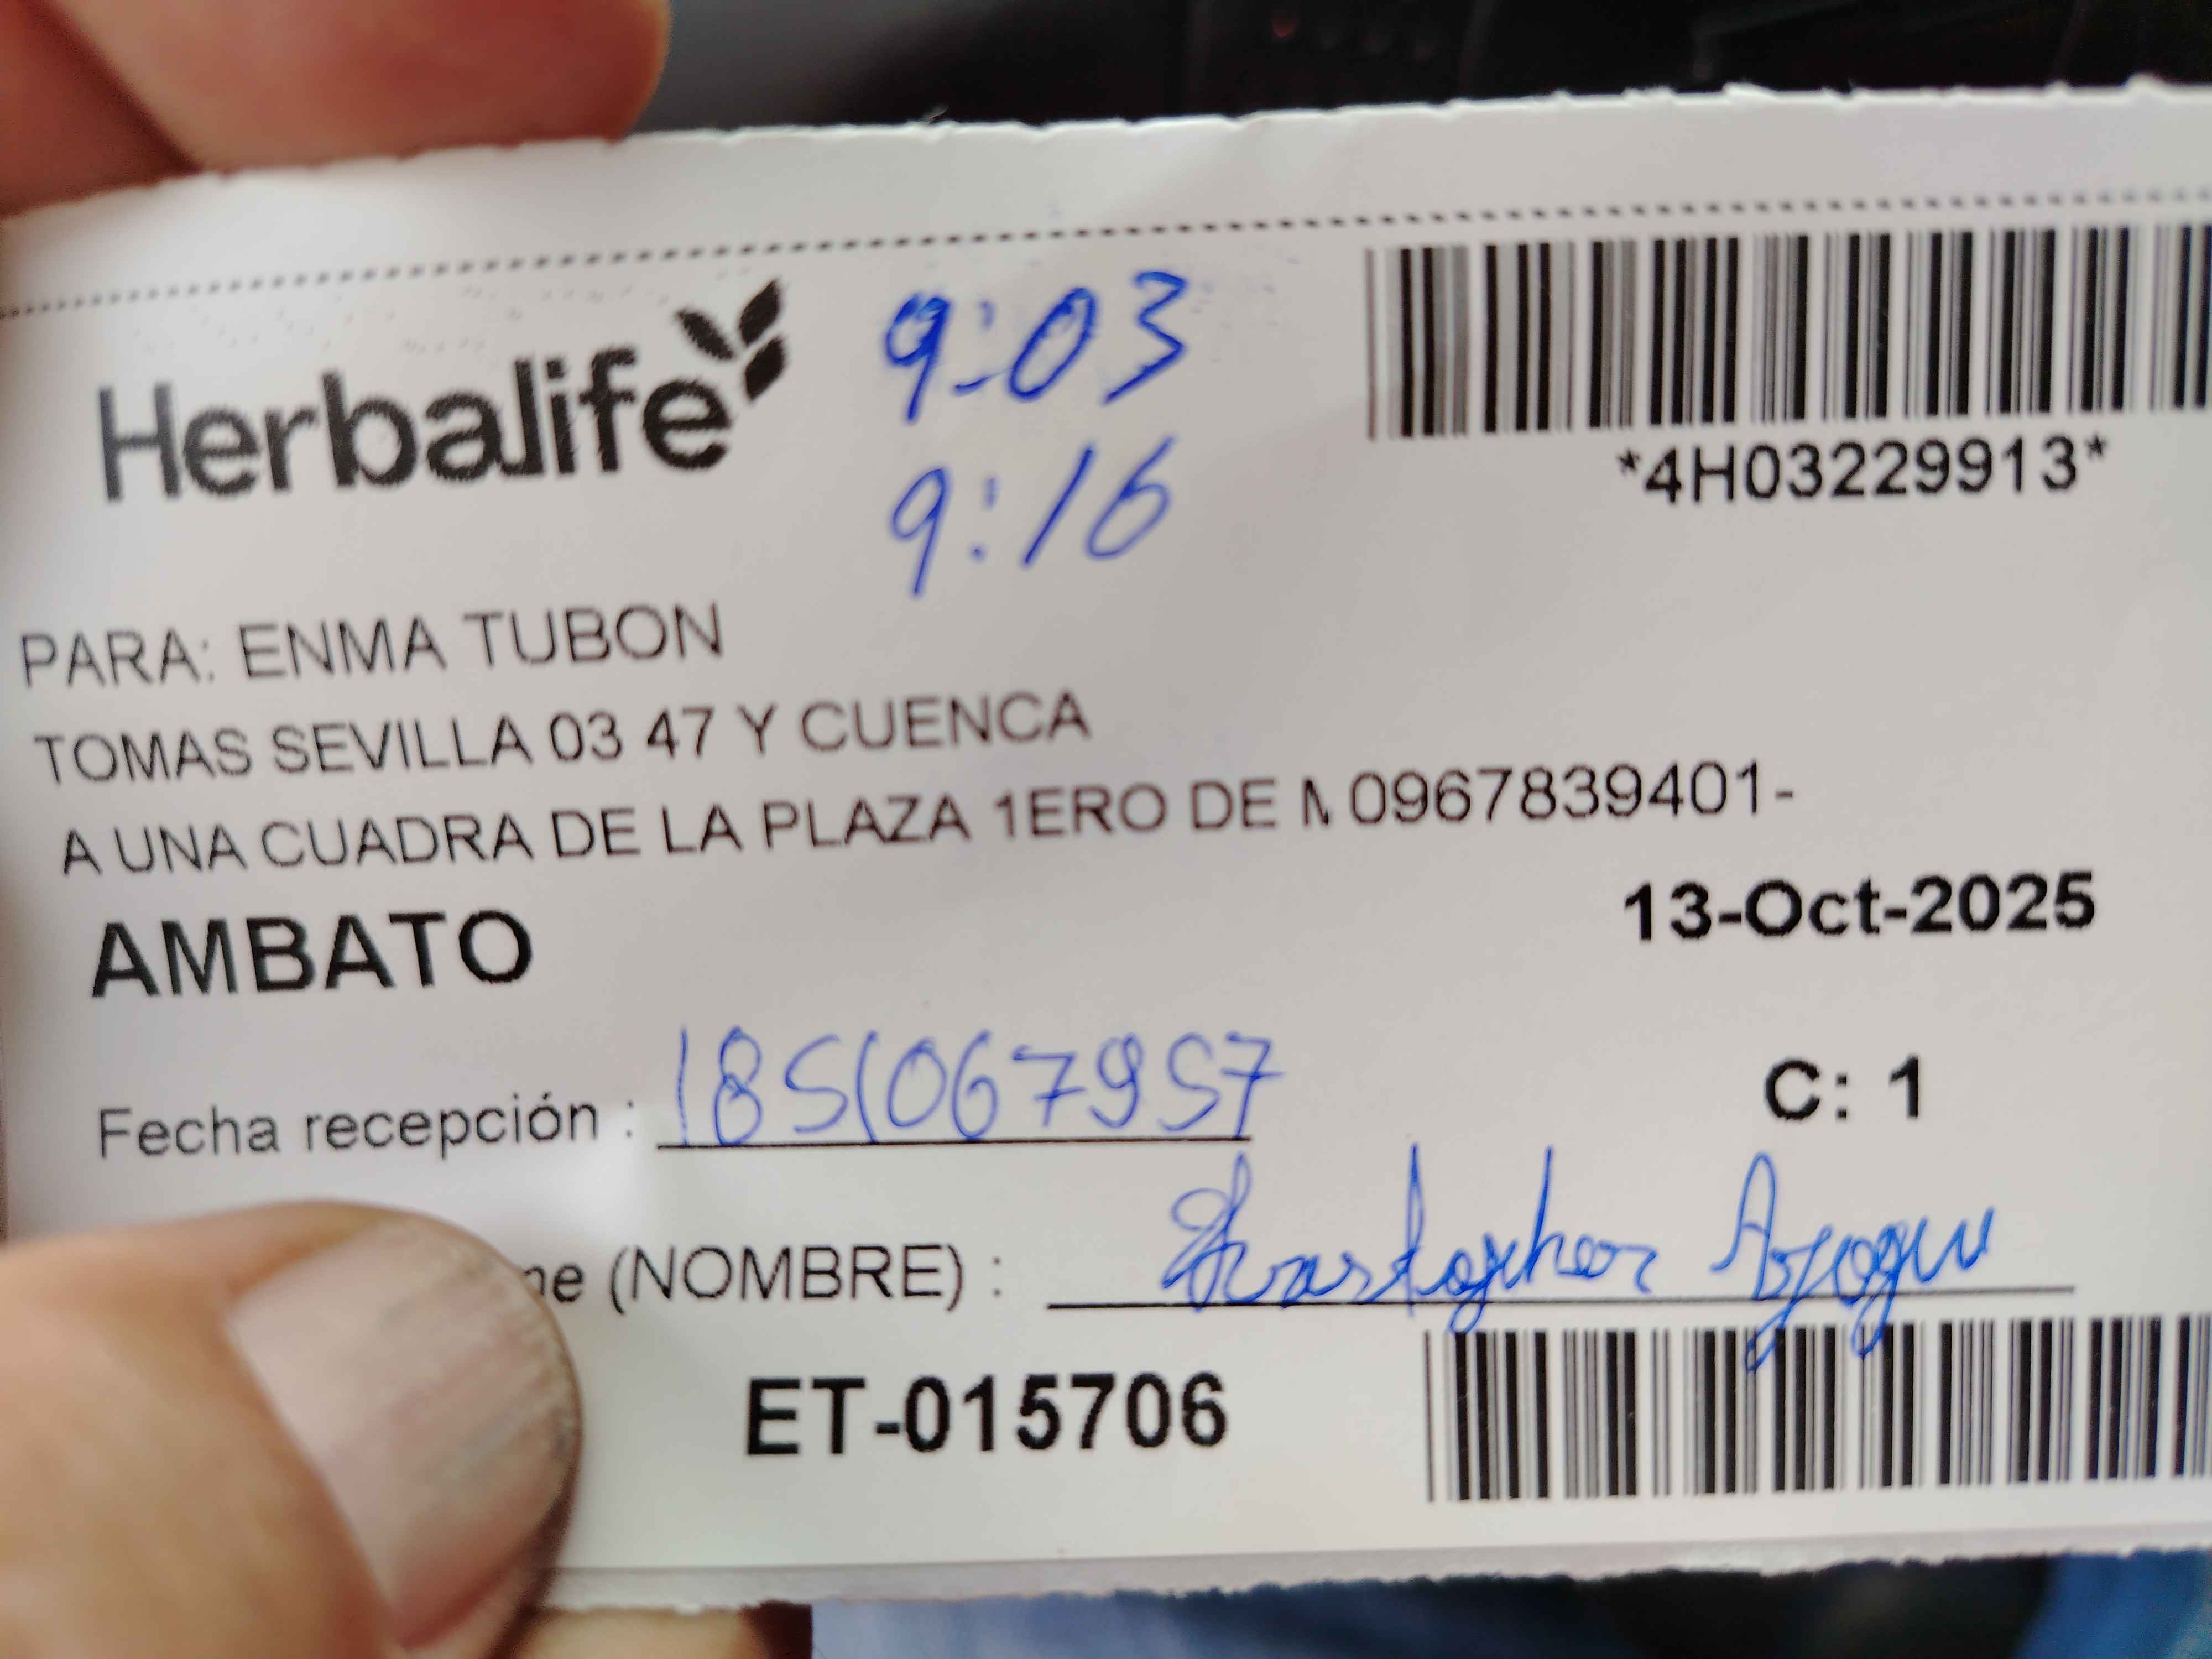 Herbalife
9:03
9:16
*4H03229913*
PARA: ENMA TUBON
TOMAS SEVILLA 03 47 Y CUENCA
A UNA CUADRA DE LA PLAZA 1ERO DE M 0967839401-
AMBATO
13-Oct-2025
Fecha recepción : 1851067957
C: 1
(NOMBRE) :
ET-015706